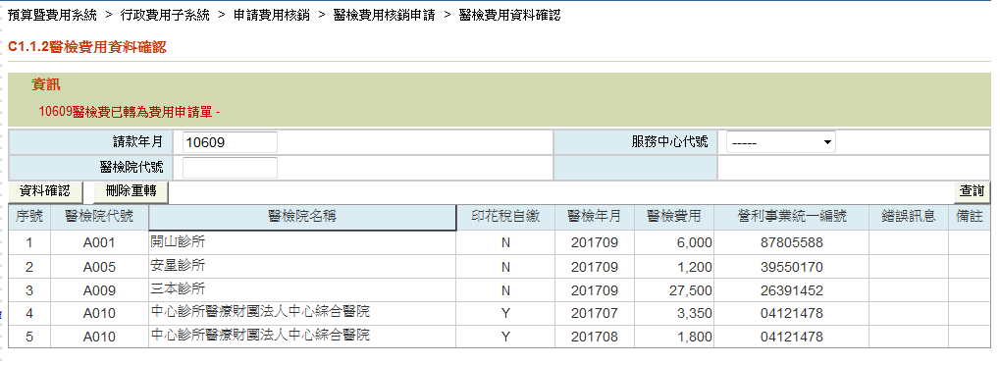 預算暨費用系統 > 行政費用子系統 > 申請費用核銷 > 醫檢費用核銷申請 > 醫檢費用資料確認
C1.1.2醫檢費用資料確認
資訊
10609醫檢費已轉為費用申請單 -
請款年月 10609 服務中心代號 -----
醫檢院代號
資料確認 刪除重轉 查詢
序號 醫檢院代號 醫檢院名稱 印花稅自繳 醫檢年月 醫檢費用 營利事業統一編號 錯誤訊息 備註
1 A001 開山診所 N 201709 6,000 87805588
2 A005 安星診所 N 201709 1,200 39550170
3 A009 三本診所 N 201709 27,500 26391452
4 A010 中心診所醫療財團法人中心綜合醫院 Y 201707 3,350 04121478
5 A010 中心診所醫療財團法人中心綜合醫院 Y 201708 1,800 04121478